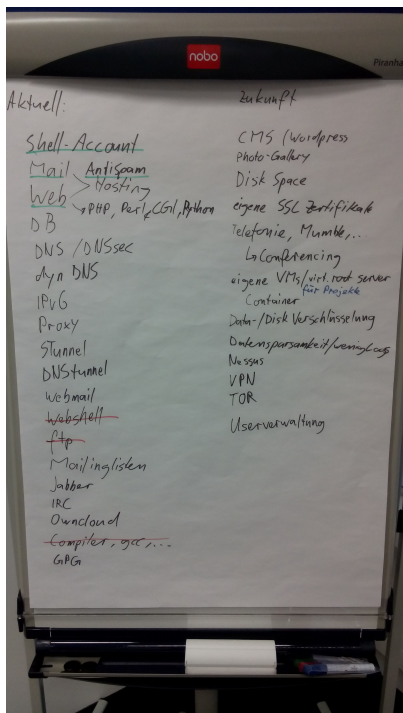 nobo
Piranha
Aktuell:
Shell-Account
Mail Antispam
> Hosting
Web
→ PHP, Perl, CGI, Python
DB
DNS / DNSsec
dyn DNS
IPv6
Proxy
STunnel
DNStunnel
Webmail
Webshell
ftp
Mailinglisten
Jabber
IRC
Owncloud
Compiler, gcc, ...
GPG
Zukunft
CMS / Wordpress
Photo-Gallery
Disk Space
eigene SSL Zertifikate
Telefonie, Mumble, ..
↳ Conferencing
eigene VMs / virt. root server
für Projekte
Container
Data-/Disk Verschlüsselung
Datensparsamkeit / wenig Logs
Nessus
VPN
TOR
Userverwaltung